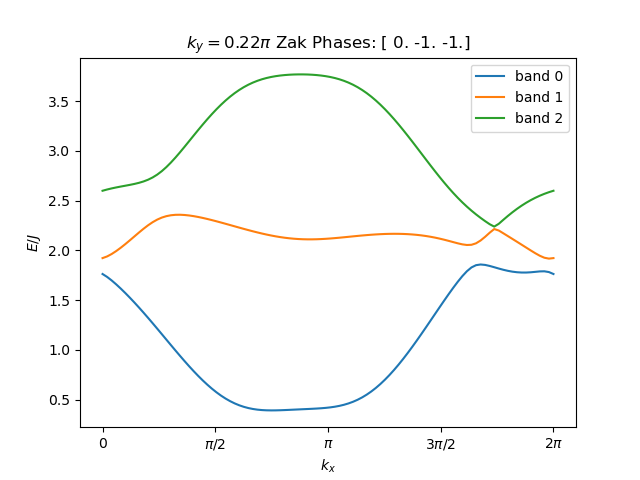 k_y = 0.22π Zak Phases: [ 0. -1. -1.]
band 0
band 1
band 2
E/J
3.5
3.0
2.5
2.0
1.5
1.0
0.5
0
π/2
π
3π/2
2π
k_x